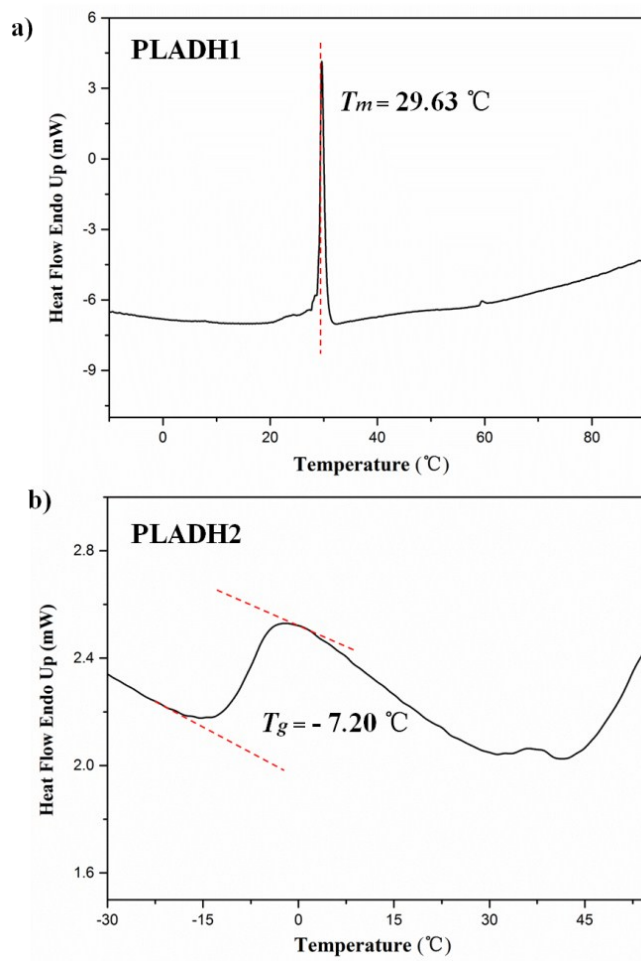 a)
PLADH1
Tm = 29.63 ℃
Heat Flow Endo Up (mW)
6
3
0
-3
-6
-9
0
20
40
60
80
Temperature (℃)
b)
PLADH2
Tg = - 7.20 ℃
Heat Flow Endo Up (mW)
2.8
2.4
2.0
1.6
-30
-15
0
15
30
45
Temperature (℃)